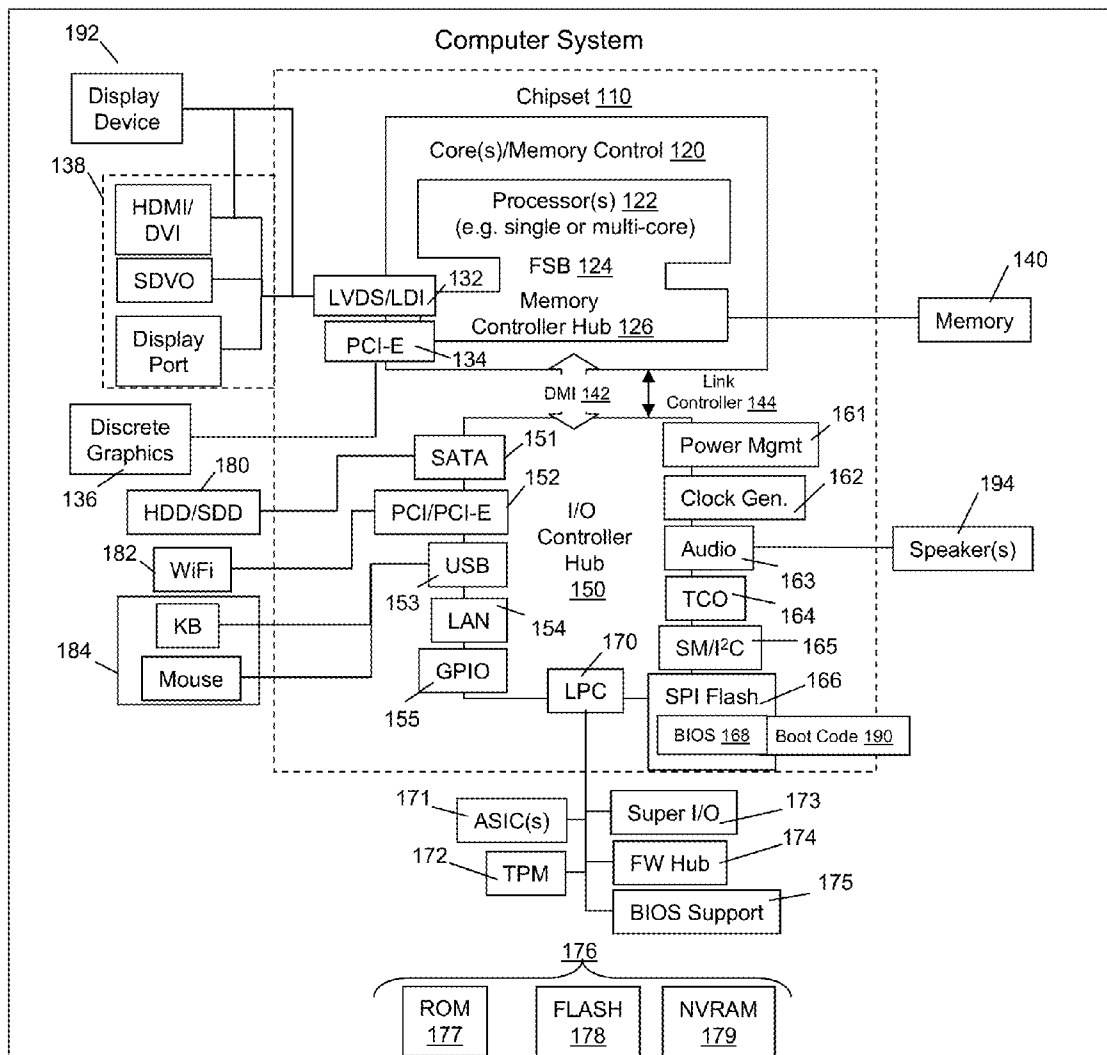 Computer System
192
Display
Device
Chipset 110
Core(s)/Memory Control 120
138
HDMI/
DVI
Processor(s) 122
(e.g. single or multi-core)
SDVO
FSB 124
132
140
LVDS/LDI
Memory
Controller Hub 126
Memory
Display
Port
PCI-E
134
DMI 142
Link
Controller 144
Discrete
Graphics
136
151
SATA
161
Power Mgmt
180
HDD/SDD
152
PCI/PCI-E
I/O
Controller
Hub
150
162
Clock Gen.
194
182
WiFi
USB
153
Audio
163
Speaker(s)
TCO
164
184
KB
Mouse
LAN
154
SM/I²C
165
GPIO
155
170
LPC
SPI Flash
166
BIOS 168
Boot Code 190
171
ASIC(s)
Super I/O
173
172
TPM
FW Hub
174
BIOS Support
175
176
ROM
177
FLASH
178
NVRAM
179